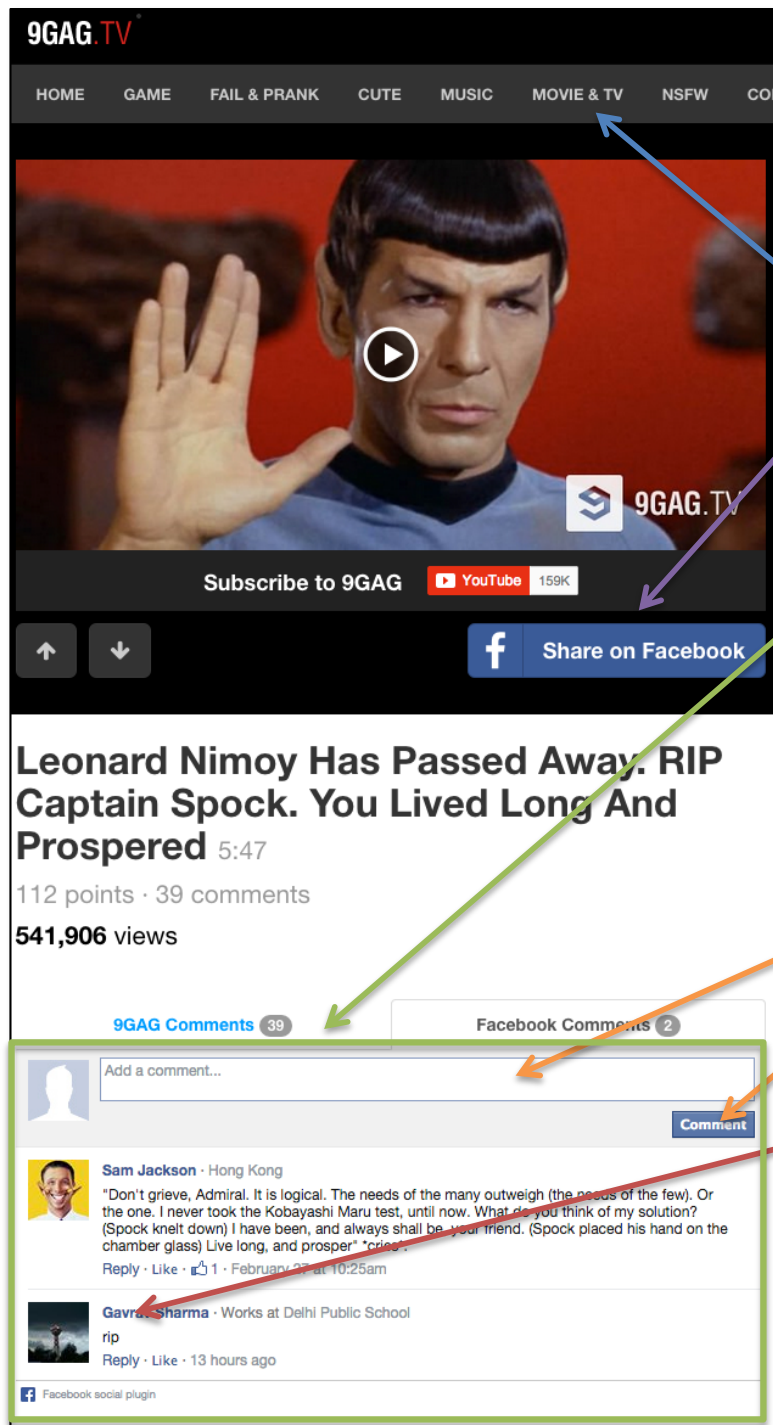 9GAG.TV
HOME GAME FAIL & PRANK CUTE MUSIC MOVIE & TV NSFW CO
9GAG.TV
Subscribe to 9GAG YouTube 159K
f Share on Facebook
Leonard Nimoy Has Passed Away. RIP
Captain Spock. You Lived Long And
Prospered 5:47
112 points · 39 comments
541,906 views
9GAG Comments 39 Facebook Comments 2
Add a comment...
Comment
Sam Jackson · Hong Kong
"Don't grieve, Admiral. It is logical. The needs of the many outweigh (the needs of the few). Or
the one. I never took the Kobayashi Maru test, until now. What do you think of my solution?
(Spock knelt down) I have been, and always shall be, your friend. (Spock placed his hand on the
chamber glass) Live long, and prosper" *cries*.
Reply · Like · 1 · February 27 at 10:25am
Gavrav Sharma · Works at Delhi Public School
rip
Reply · Like · 13 hours ago
f Facebook social plugin